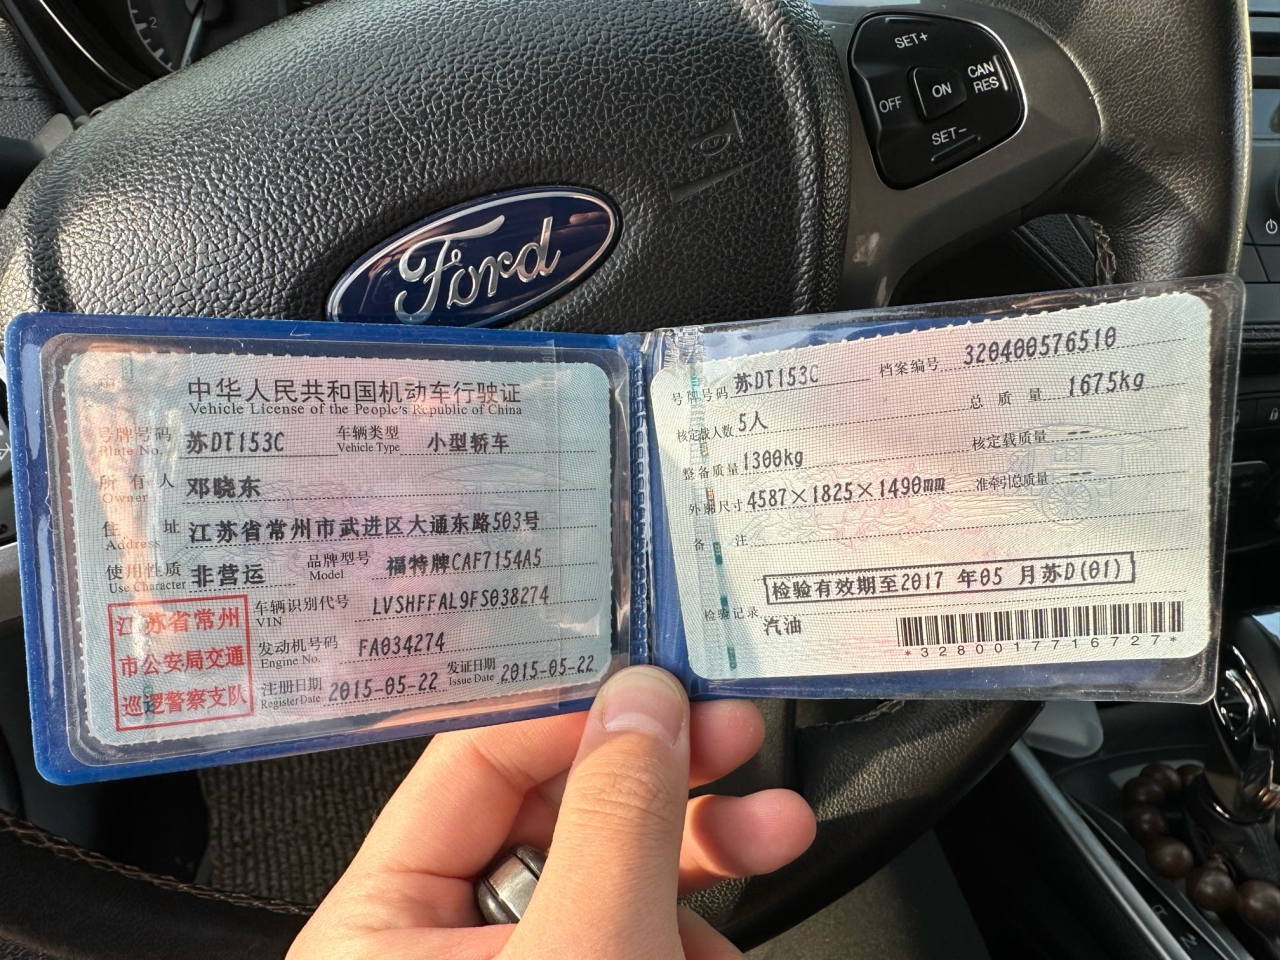 SET+
OFF
ON
CAN
RES
SET-
Ford
中华人民共和国机动车行驶证
Vehicle License of the People's Republic of China
号牌号码 苏DT153C 车辆类型 小型轿车
Plate No. Vehicle Type
所有人 邓晓东
Owner
住址 江苏省常州市武进区大通东路503号
Address
使用性质 非营运 品牌型号 福特牌CAF7154A5
Use Character Model
江苏省常州
市公安局交通
巡逻警察支队
车辆识别代号 LVSHFFAL9FS038274
VIN
发动机号码 FA034274
Engine No.
注册日期 2015-05-22 发证日期 2015-05-22
Register Date Issue Date
号牌号码 苏DT153C 档案编号 320400576510
核定载人数 5人 总质量 1675kg
整备质量 1300kg 核定载质量 --
外廓尺寸 4587×1825×1490mm 准牵引总质量 --
备注
检验有效期至2017 年05 月苏D(01)
检验记录
汽油
*3280017716727*